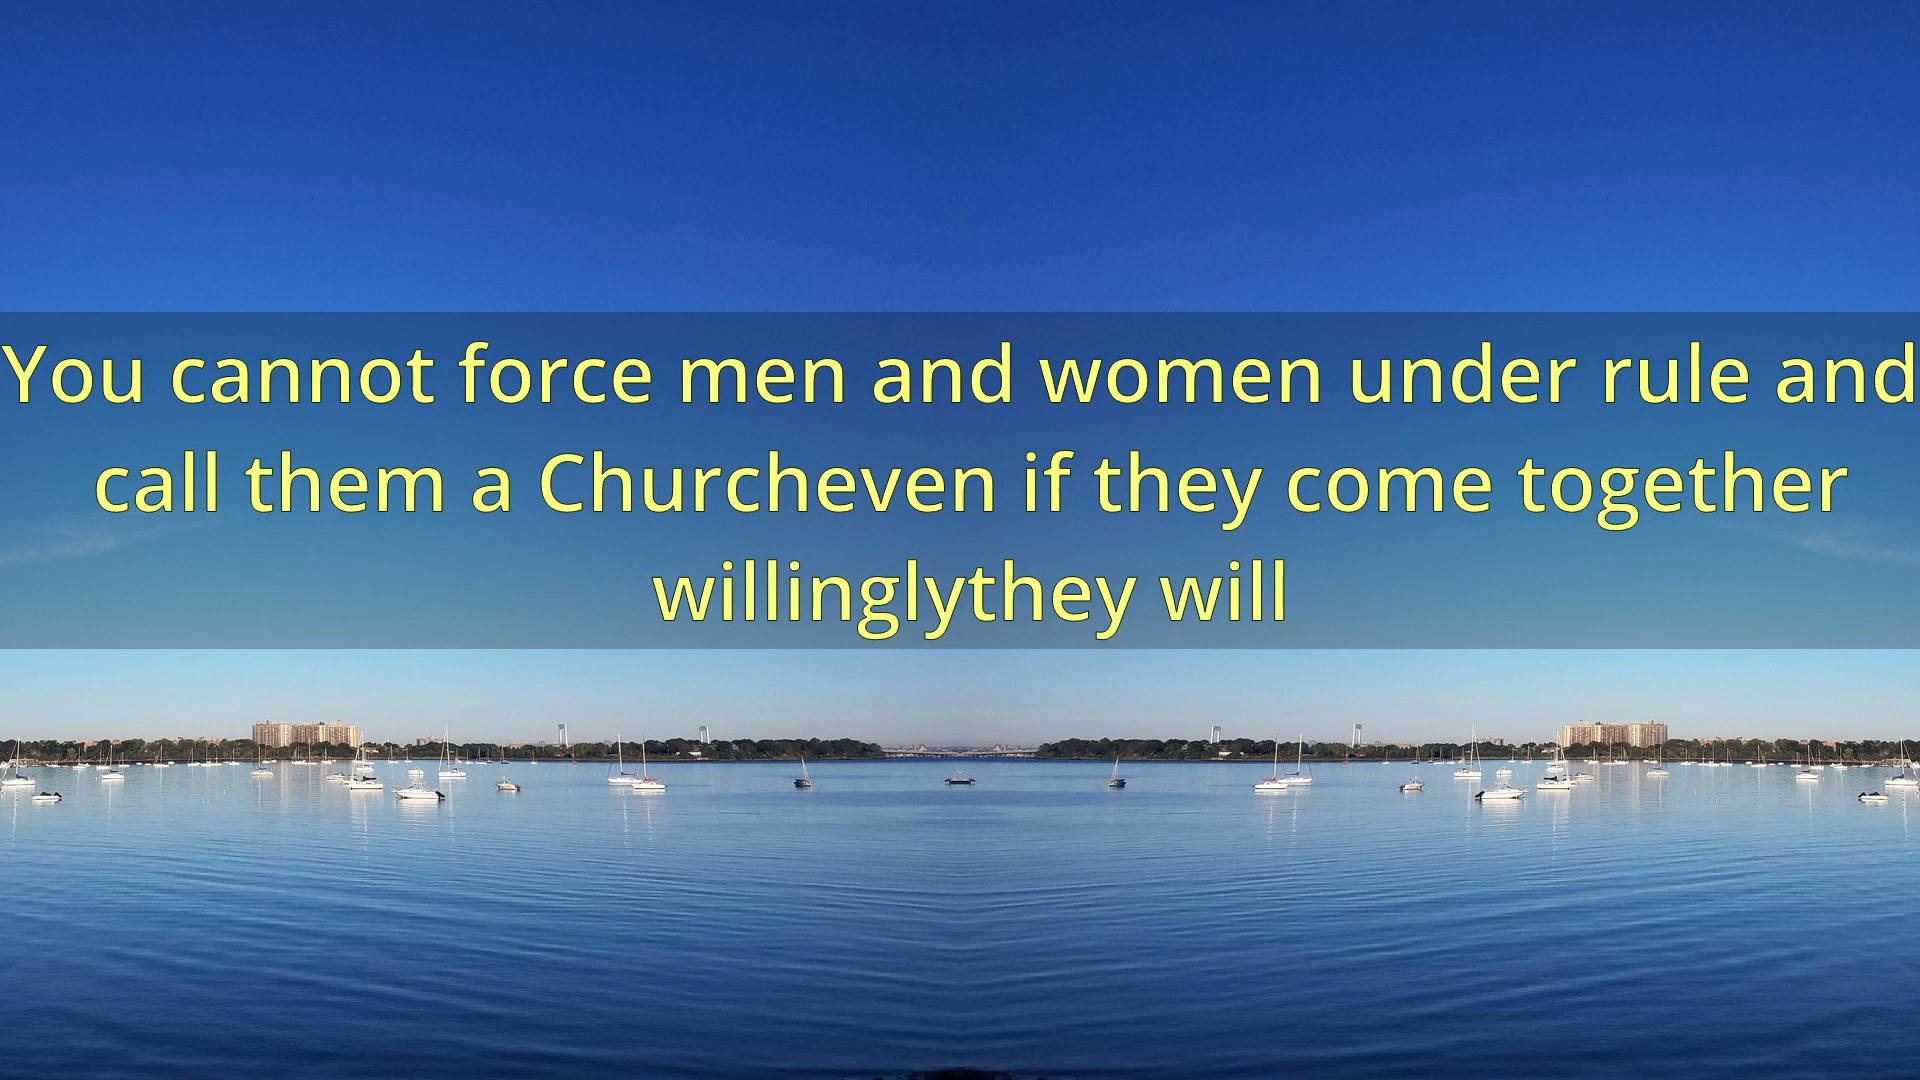 You cannot force men and women under rule and
call them a Churcheven if they come together
willinglythey will